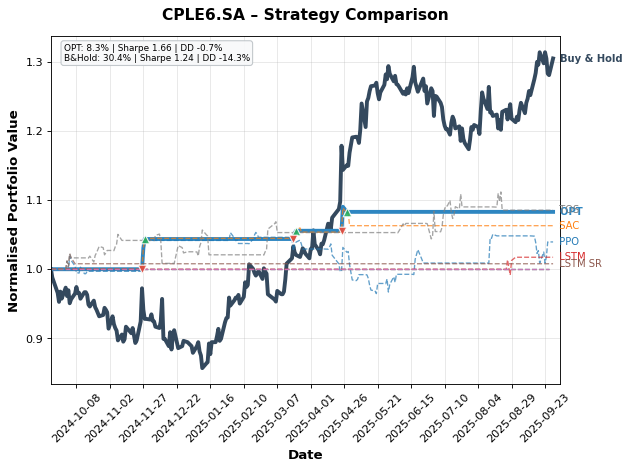 CPLE6.SA – Strategy Comparison
OPT: 8.3% | Sharpe 1.66 | DD -0.7%
B&Hold: 30.4% | Sharpe 1.24 | DD -14.3%
Normalised Portfolio Value
1.3
1.2
1.1
1.0
0.9
Buy & Hold
OPT
SAC
PPO
LSTM
LSTM SR
2024-10-08
2024-11-02
2024-11-27
2024-12-22
2025-01-16
2025-02-10
2025-03-07
2025-04-01
2025-04-26
2025-05-21
2025-06-15
2025-07-10
2025-08-04
2025-08-29
2025-09-23
Date